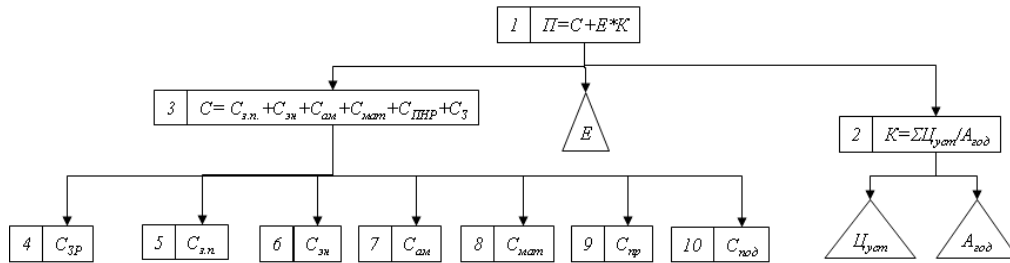 1 П=С+Е*К
3 С= Сз.п.+Сэн+Сам+Смат+СПНР+СЗ
Е
2 К=ΣЦуст/Агод
4 СЗР
5 Сз.п
6 Сэн
7 Сам
8 Смат
9 Спр
10 Спод
Цуст
Агод